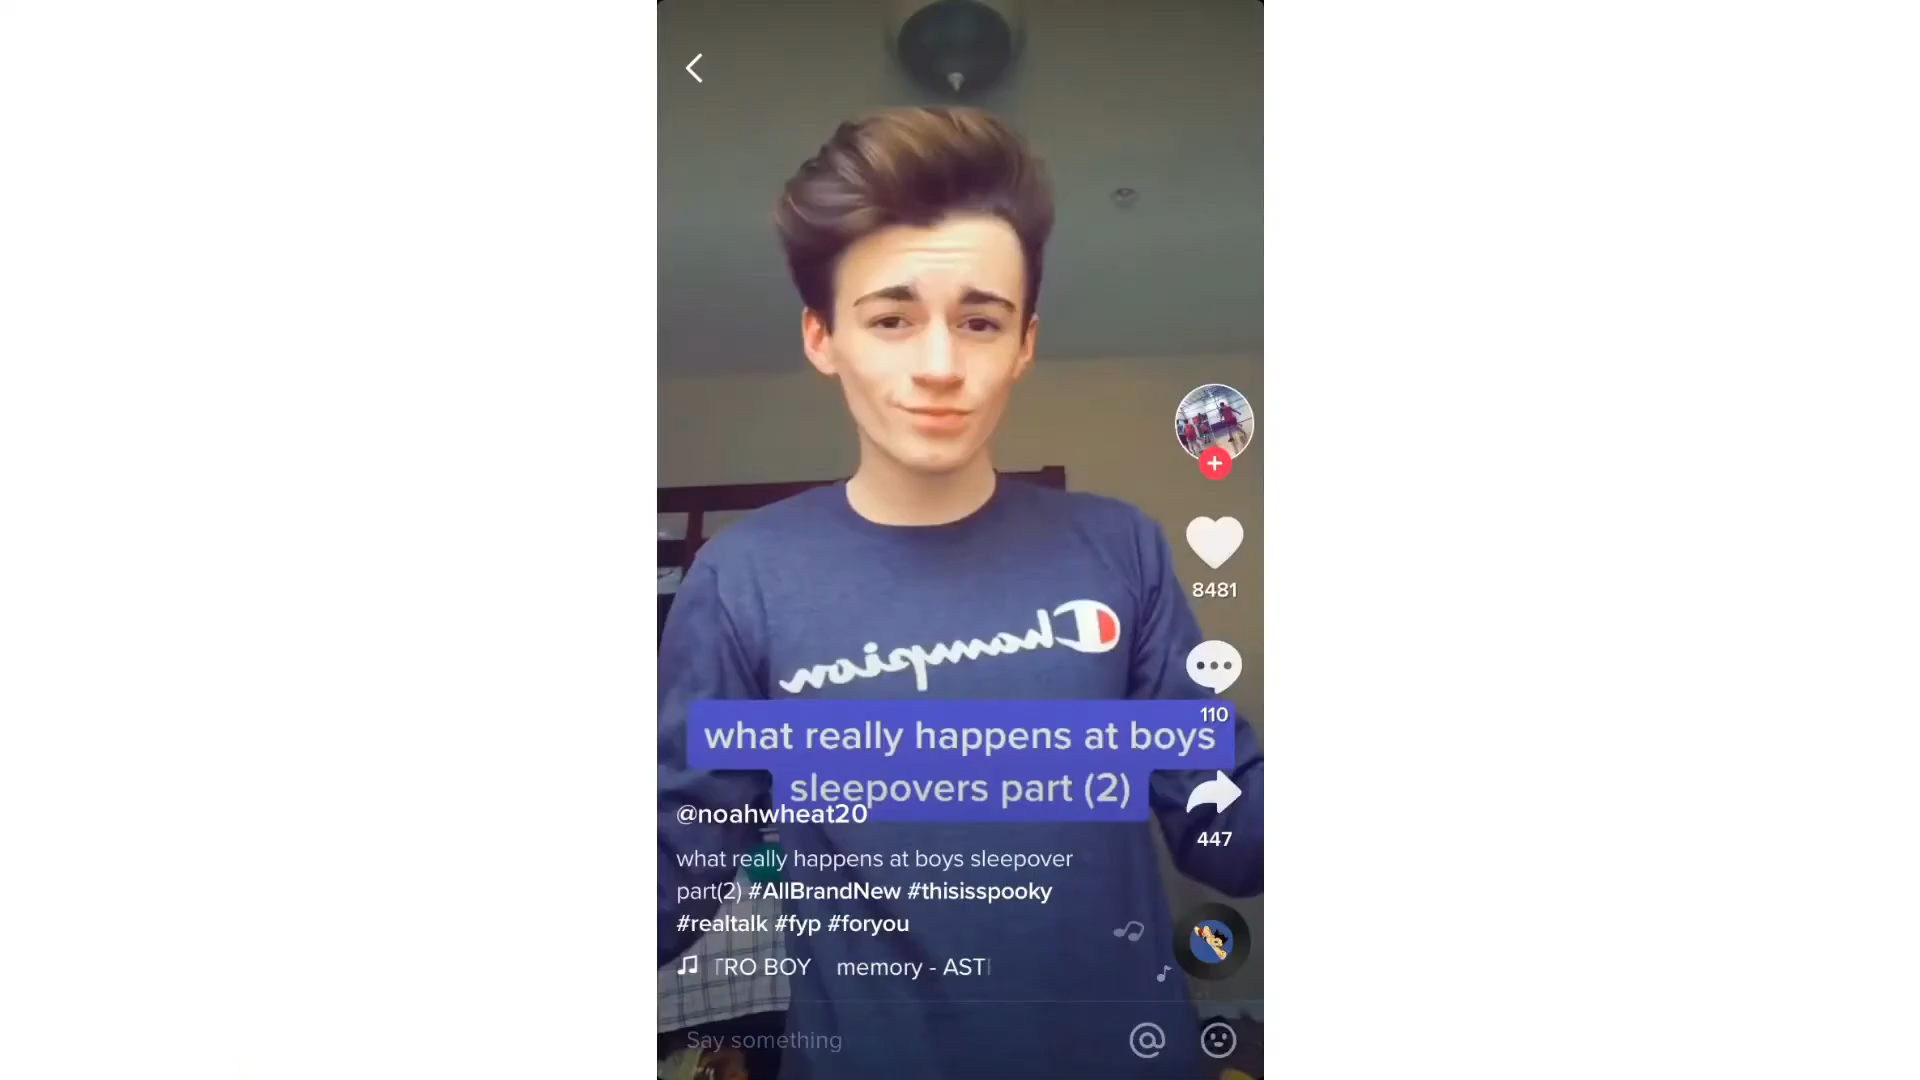 Champion
8481
110
what really happens at boys
sleepovers part (2)
447
@noahwheat20
what really happens at boys sleepover
part(2) #AllBrandNew #thisisspooky
#realtalk #fyp #foryou
TRO BOY memory - AST
Say something